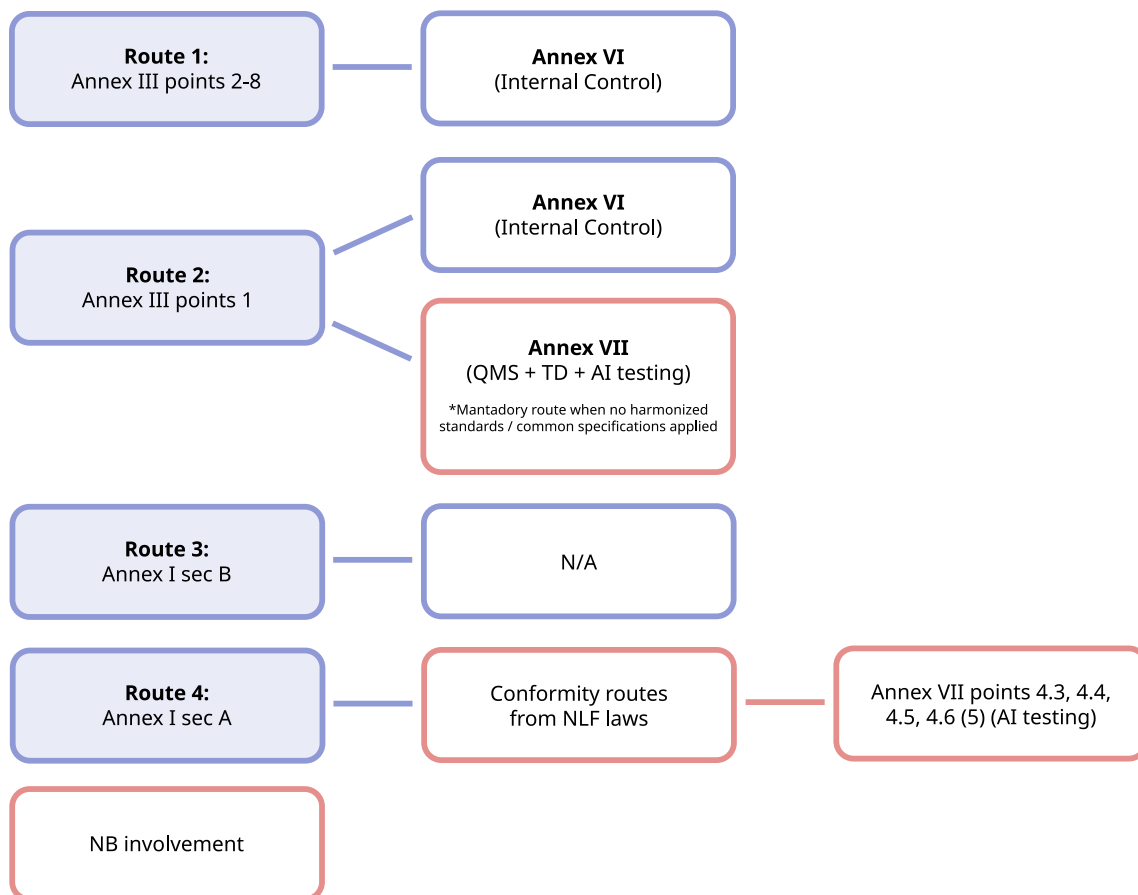 Route 1:
Annex III points 2-8
Annex VI
(Internal Control)
Annex VI
(Internal Control)
Route 2:
Annex III points 1
Annex VII
(QMS + TD + AI testing)
*Mantadory route when no harmonized
standards / common specifications applied
Route 3:
Annex I sec B
N/A
Route 4:
Annex I sec A
Conformity routes
from NLF laws
Annex VII points 4.3, 4.4,
4.5, 4.6 (5) (AI testing)
NB involvement